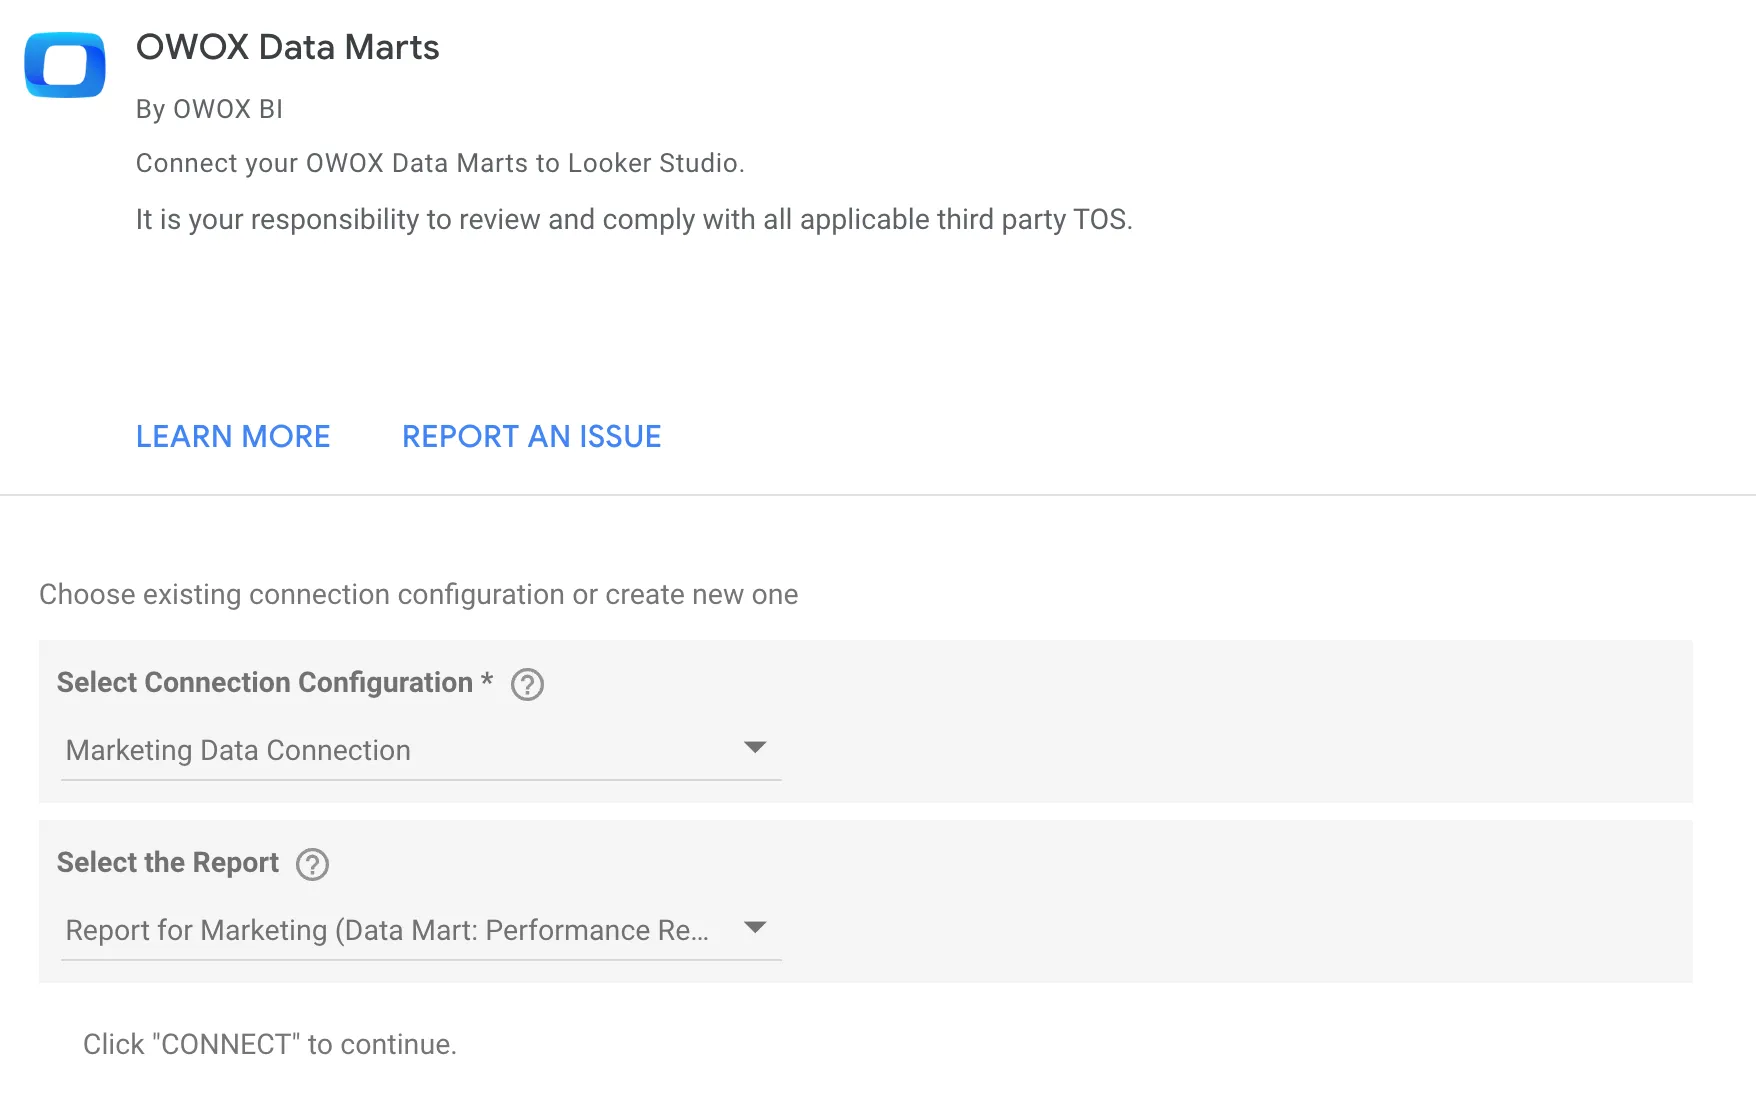 OWOX Data Marts
By OWOX BI
Connect your OWOX Data Marts to Looker Studio.
It is your responsibility to review and comply with all applicable third party TOS.
LEARN MORE REPORT AN ISSUE
Choose existing connection configuration or create new one
Select Connection Configuration * ?
Marketing Data Connection
Select the Report ?
Report for Marketing (Data Mart: Performance Re...
Click "CONNECT" to continue.